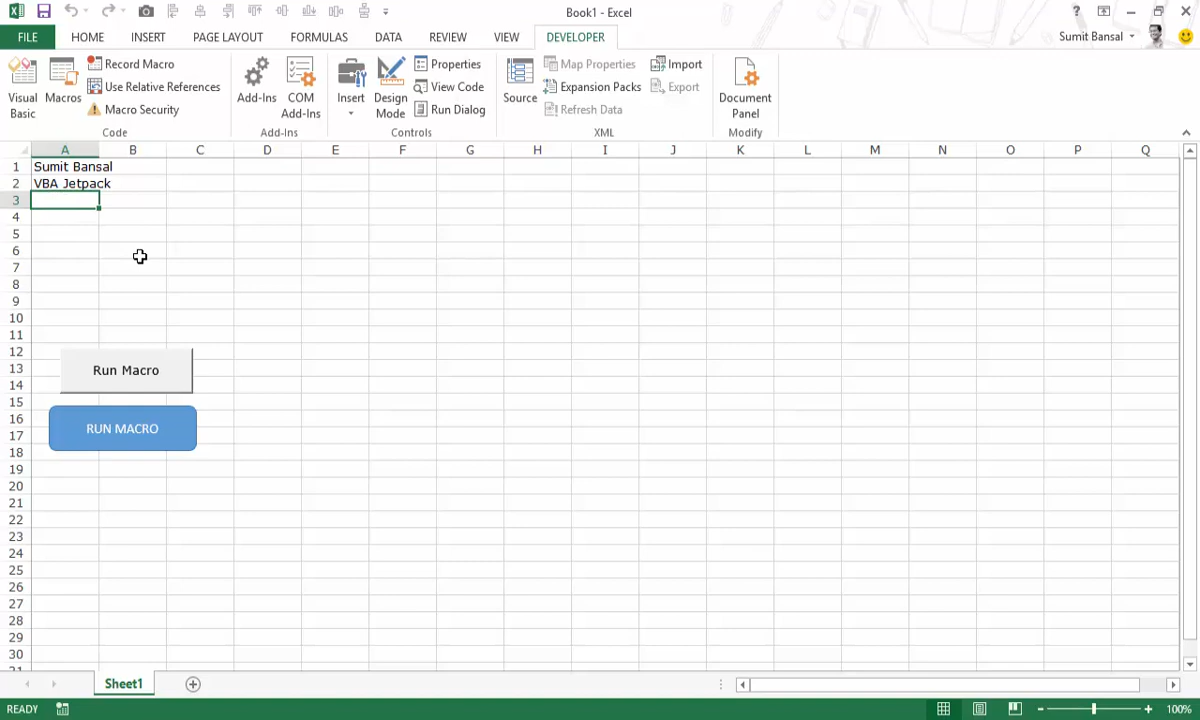 Book1 - Excel
?
FILE HOME INSERT PAGE LAYOUT FORMULAS DATA REVIEW VIEW DEVELOPER Sumit Bansal
Visual Basic
Macros
Record Macro
Use Relative References
Macro Security
Code
Add-Ins
COM Add-Ins
Add-Ins
Insert
Design Mode
Properties
View Code
Run Dialog
Controls
Source
Map Properties
Expansion Packs
Refresh Data
Import
Export
XML
Document Panel
Modify
A B C D E F G H I J K L M N O P Q
1 Sumit Bansal
2 VBA Jetpack
3
4
5
6
7
8
9
10
11
12
13
14
15
16
17
18
19
20
21
22
23
24
25
26
27
28
29
30
Run Macro
RUN MACRO
Sheet1
READY
100%